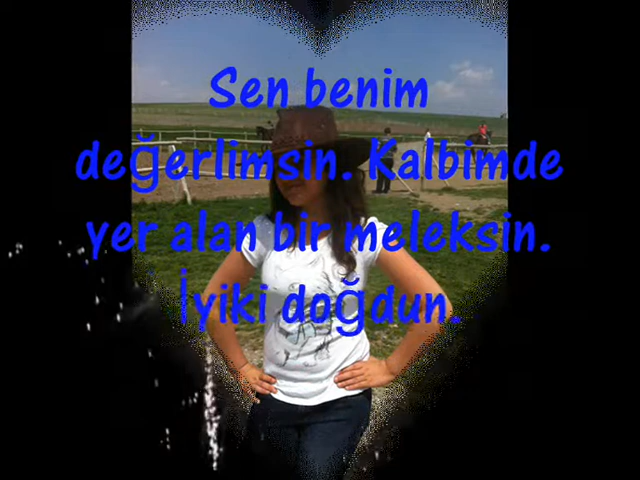 Sen benim
değerlimsin. Kalbimde
yer alan bir meleksin.
İyiki doğdun.